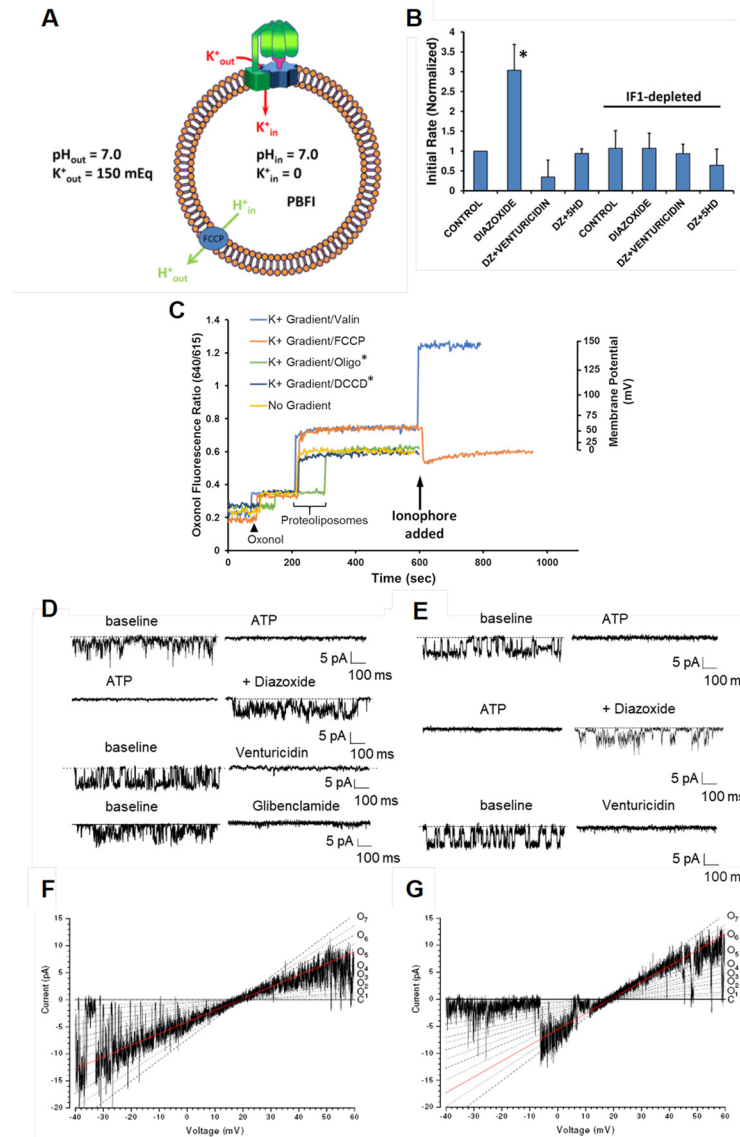 A
K⁺out
K⁺in
pHout = 7.0
K⁺out = 150 mEq
pHin = 7.0
K⁺in = 0
PBFI
H⁺in
FCCP
H⁺out
B
Initial Rate (Normalized)
4
3.5
3
2.5
2
1.5
1
0.5
0
*
IF1-depleted
CONTROL
DIAZOXIDE
DZ+VENTURICIDIN
DZ+5HD
CONTROL
DIAZOXIDE
DZ+VENTURICIDIN
DZ+5HD
C
Oxonol Fluorescence Ratio (640/615)
1.4
1.2
1
0.8
0.6
0.4
0.2
K+ Gradient/Valin
K+ Gradient/FCCP
K+ Gradient/Oligo*
K+ Gradient/DCCD*
No Gradient
150
100
75
50
25
0
Membrane Potential
(mV)
Oxonol
Proteoliposomes
Ionophore
added
0 200 400 600 800 1000
Time (sec)
D
baseline ATP
5 pA
100 ms
ATP + Diazoxide
5 pA
100 ms
baseline Venturicidin
5 pA
100 ms
baseline Glibenclamide
5 pA
100 ms
E
baseline ATP
5 pA
100 ms
ATP + Diazoxide
5 pA
100 ms
baseline Venturicidin
5 pA
100 ms
F
Current (pA)
15
10
5
0
-5
-10
-15
-20
O7
O6
O5
O4
O3
O2
O1
C
-40 -30 -20 -10 0 10 20 30 40 50 60
Voltage (mV)
G
Current (pA)
15
10
5
0
-5
-10
-15
-20
O7
O6
O5
O4
O3
O2
O1
C
-40 -30 -20 -10 0 10 20 30 40 50 60
Voltage (mV)